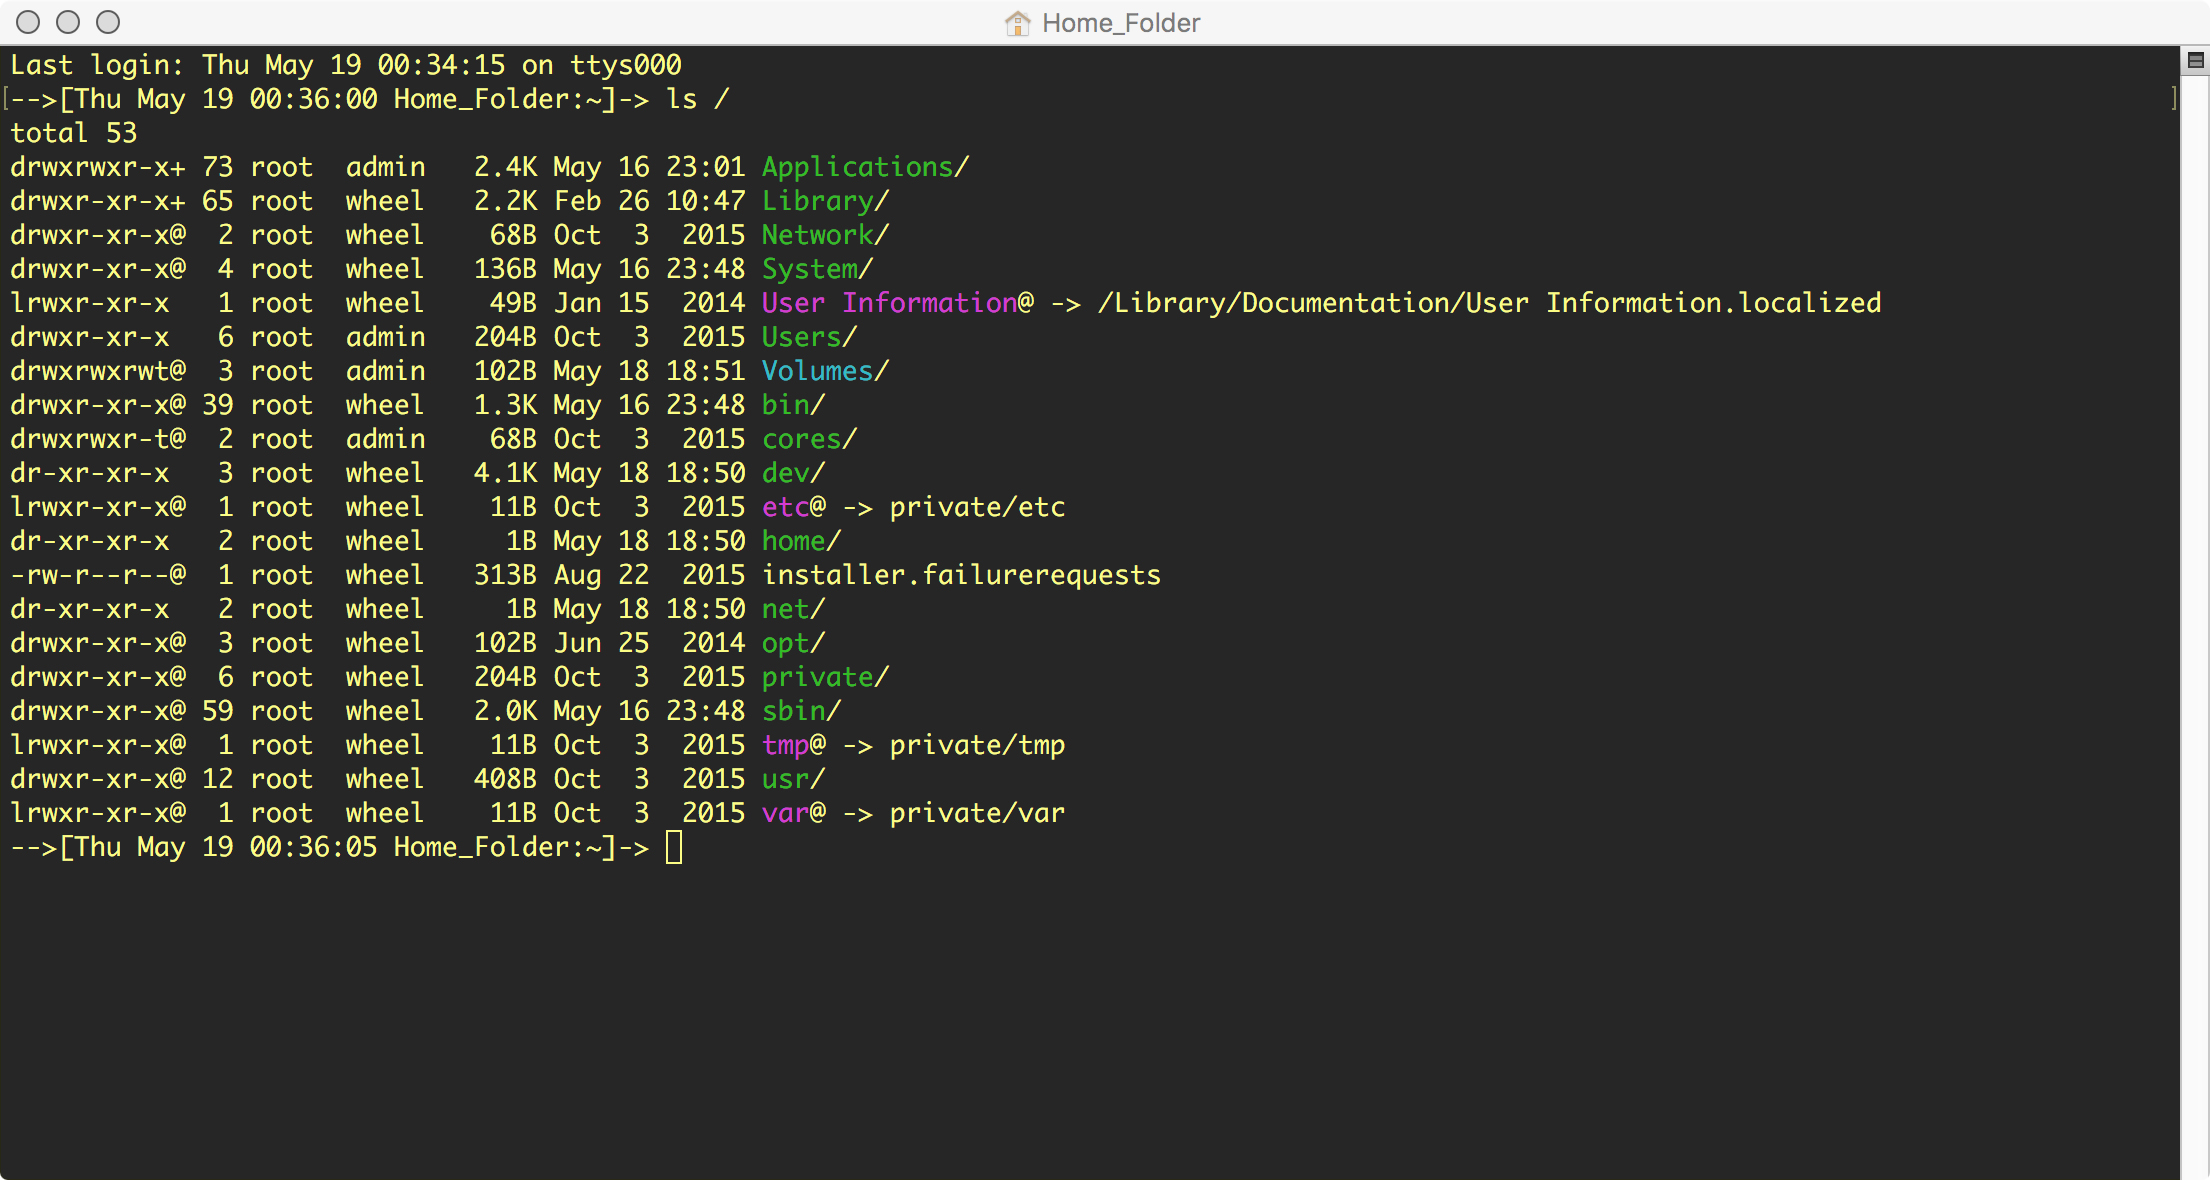 Home_Folder
Last login: Thu May 19 00:34:15 on ttys000
[-->[Thu May 19 00:36:00 Home_Folder:~]-> ls / ]
total 53
drwxrwxr-x+ 73 root  admin   2.4K May 16 23:01 Applications/
drwxr-xr-x+ 65 root  wheel   2.2K Feb 26 10:47 Library/
drwxr-xr-x@  2 root  wheel    68B Oct  3  2015 Network/
drwxr-xr-x@  4 root  wheel   136B May 16 23:48 System/
lrwxr-xr-x   1 root  wheel    49B Jan 15  2014 User Information@ -> /Library/Documentation/User Information.localized
drwxr-xr-x   6 root  admin   204B Oct  3  2015 Users/
drwxrwxrwt@  3 root  admin   102B May 18 18:51 Volumes/
drwxr-xr-x@ 39 root  wheel   1.3K May 16 23:48 bin/
drwxrwxr-t@  2 root  admin    68B Oct  3  2015 cores/
dr-xr-xr-x   3 root  wheel   4.1K May 18 18:50 dev/
lrwxr-xr-x@  1 root  wheel    11B Oct  3  2015 etc@ -> private/etc
dr-xr-xr-x   2 root  wheel     1B May 18 18:50 home/
-rw-r--r--@  1 root  wheel   313B Aug 22  2015 installer.failurerequests
dr-xr-xr-x   2 root  wheel     1B May 18 18:50 net/
drwxr-xr-x@  3 root  wheel   102B Jun 25  2014 opt/
drwxr-xr-x@  6 root  wheel   204B Oct  3  2015 private/
drwxr-xr-x@ 59 root  wheel   2.0K May 16 23:48 sbin/
lrwxr-xr-x@  1 root  wheel    11B Oct  3  2015 tmp@ -> private/tmp
drwxr-xr-x@ 12 root  wheel   408B Oct  3  2015 usr/
lrwxr-xr-x@  1 root  wheel    11B Oct  3  2015 var@ -> private/var
-->[Thu May 19 00:36:05 Home_Folder:~]->